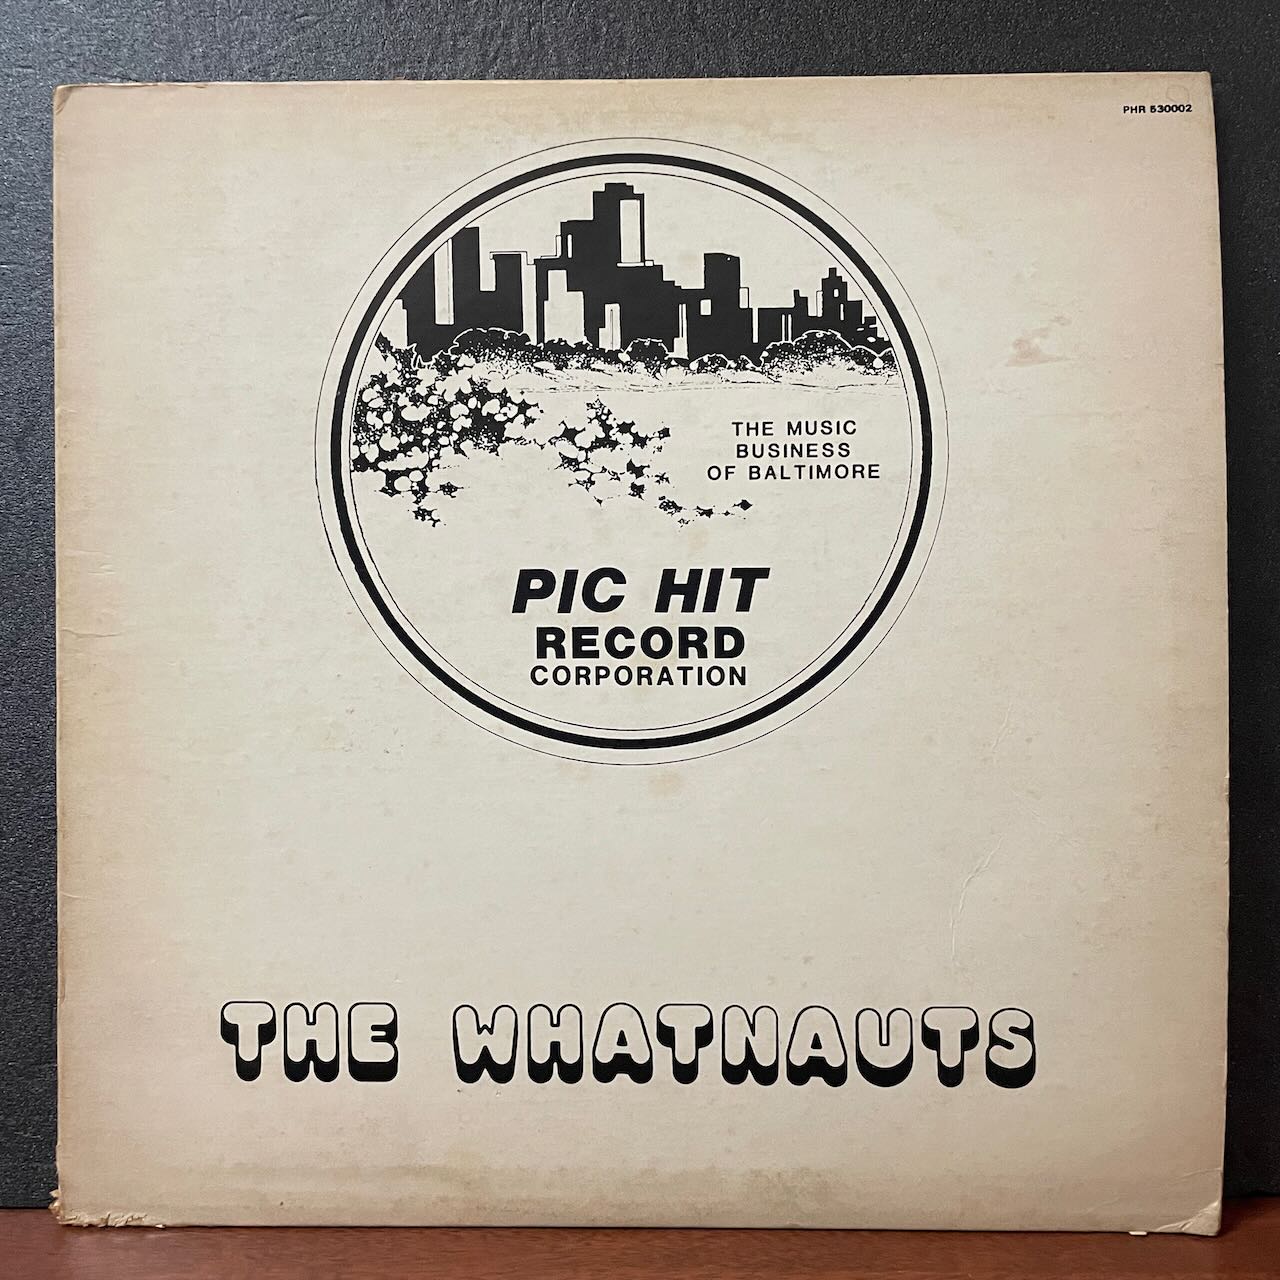 PHR 530002
THE MUSIC
BUSINESS
OF BALTIMORE
PIC HIT
RECORD
CORPORATION
THE WHATNAUTS